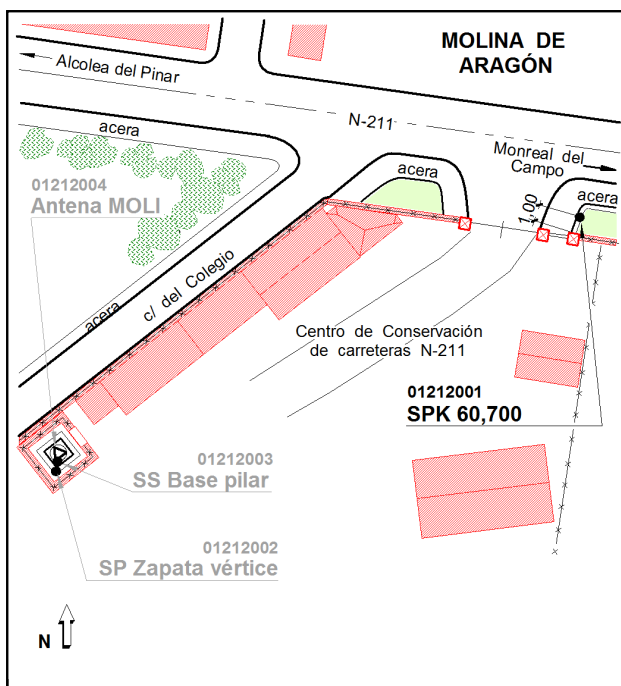 MOLINA DE
ARAGÓN
Alcolea del Pinar
N-211
acera
acera
Monreal del
Campo
acera
1,00
01212004
Antena MOLI
c/ del Colegio
acera
Centro de Conservación
de carreteras N-211
01212001
SPK 60,700
01212003
SS Base pilar
01212002
SP Zapata vértice
N